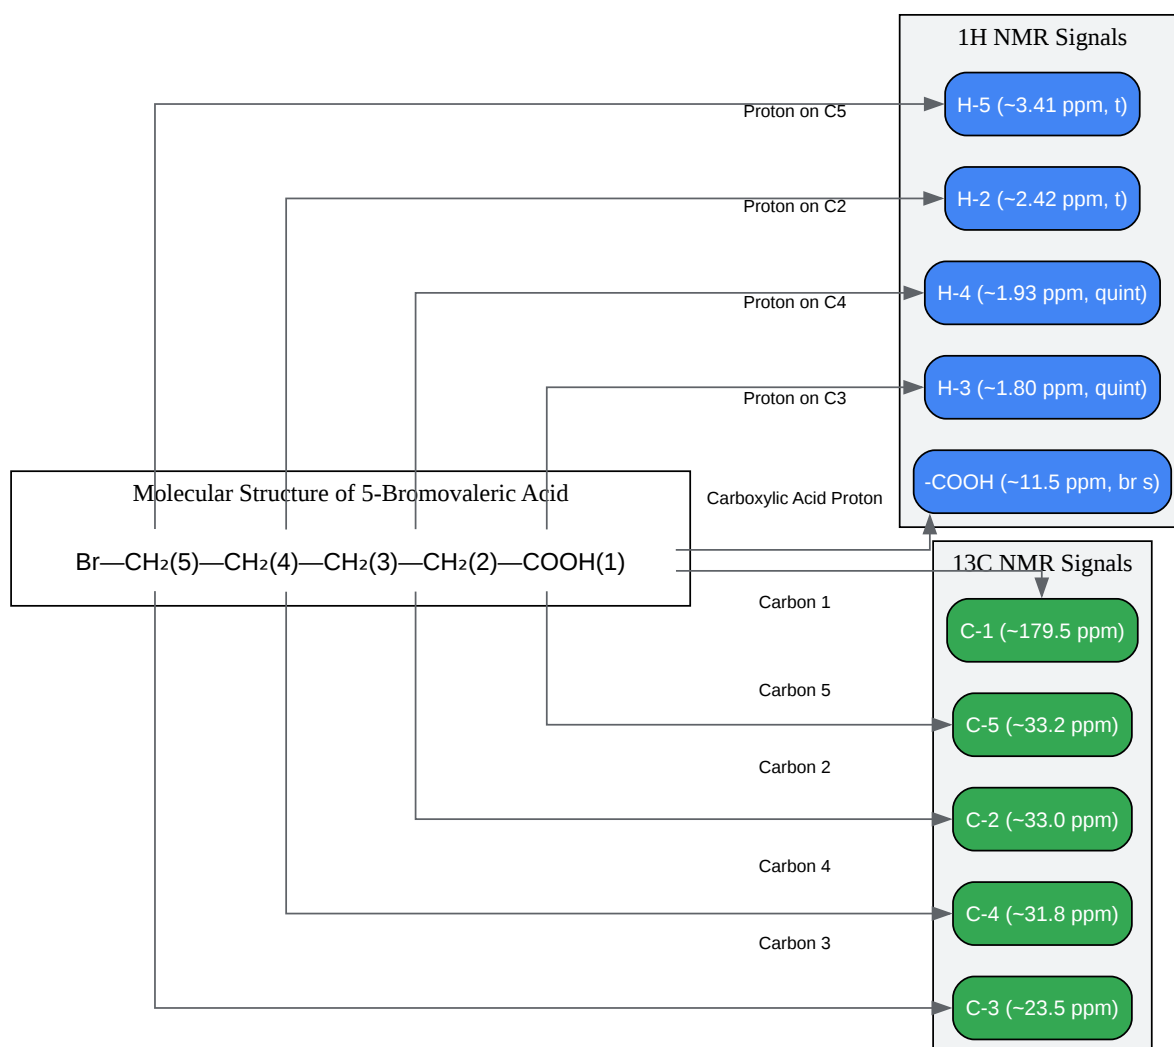 1H NMR Signals
H-5 (~3.41 ppm, t)
Proton on C5
H-2 (~2.42 ppm, t)
Proton on C2
H-4 (~1.93 ppm, quint)
Proton on C4
H-3 (~1.80 ppm, quint)
Proton on C3
-COOH (~11.5 ppm, br s)
Molecular Structure of 5-Bromovaleric Acid
Carboxylic Acid Proton
Br—CH₂(5)—CH₂(4)—CH₂(3)—CH₂(2)—COOH(1)
13C NMR Signals
Carbon 1
C-1 (~179.5 ppm)
Carbon 5
C-5 (~33.2 ppm)
Carbon 2
C-2 (~33.0 ppm)
Carbon 4
C-4 (~31.8 ppm)
Carbon 3
C-3 (~23.5 ppm)